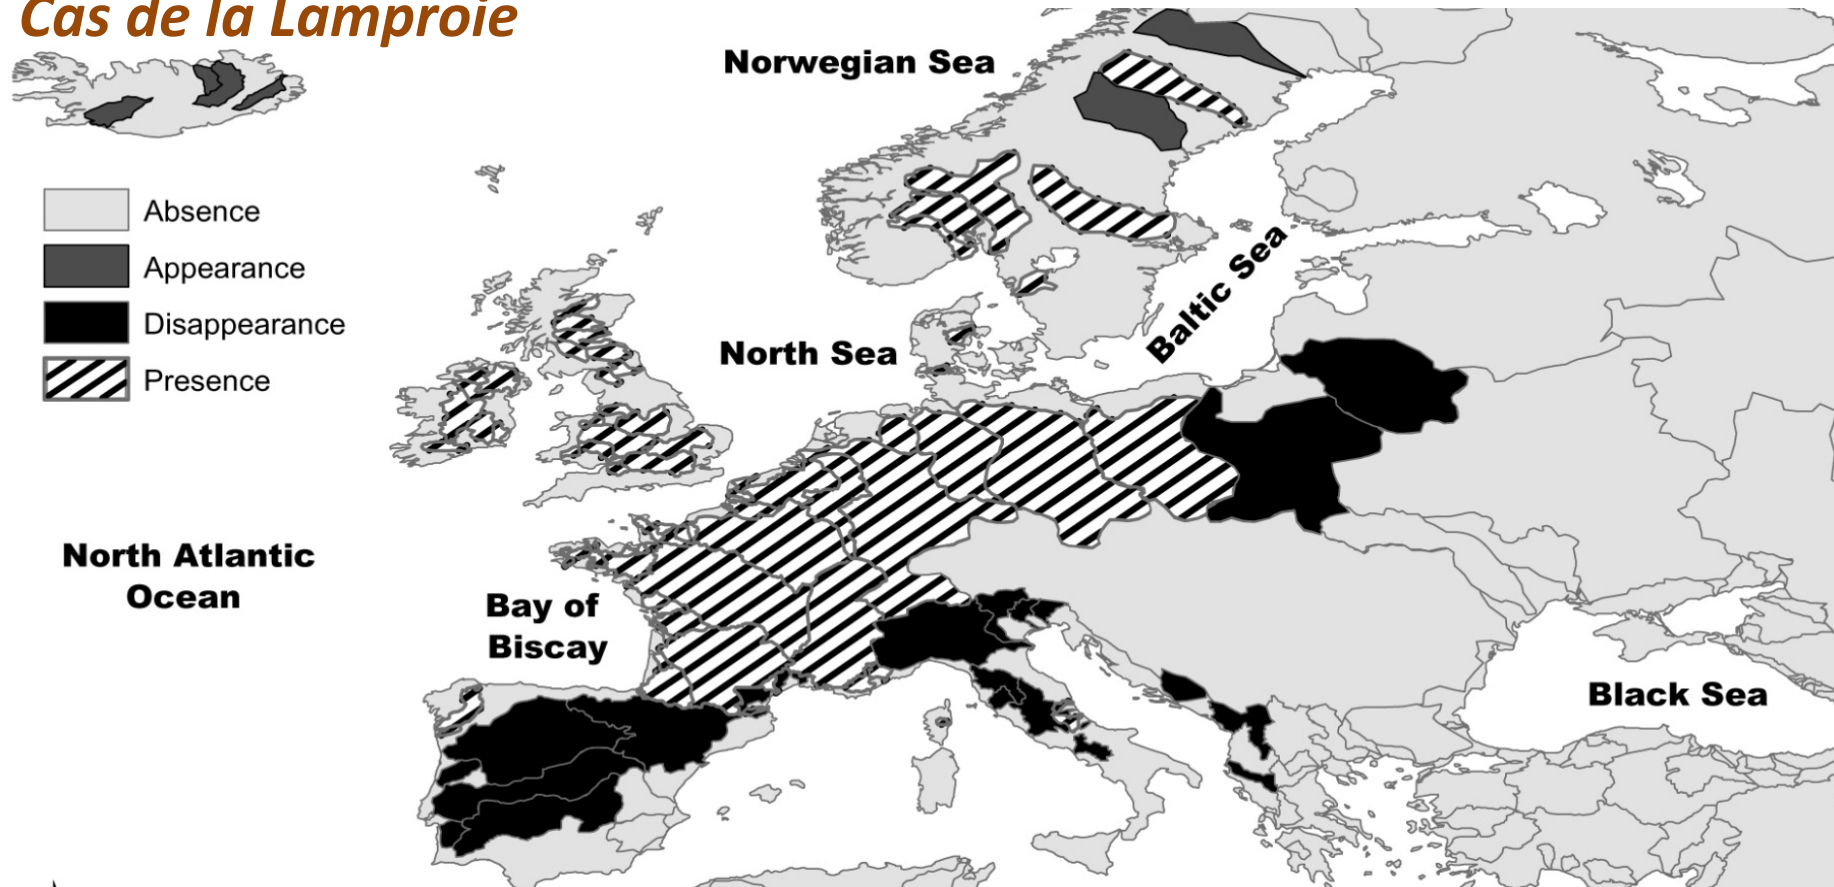 Cas de la Lamproie
Norwegian Sea
Absence
Appearance
Disappearance
Presence
North Sea
Baltic Sea
North Atlantic
Ocean
Bay of
Biscay
Black Sea